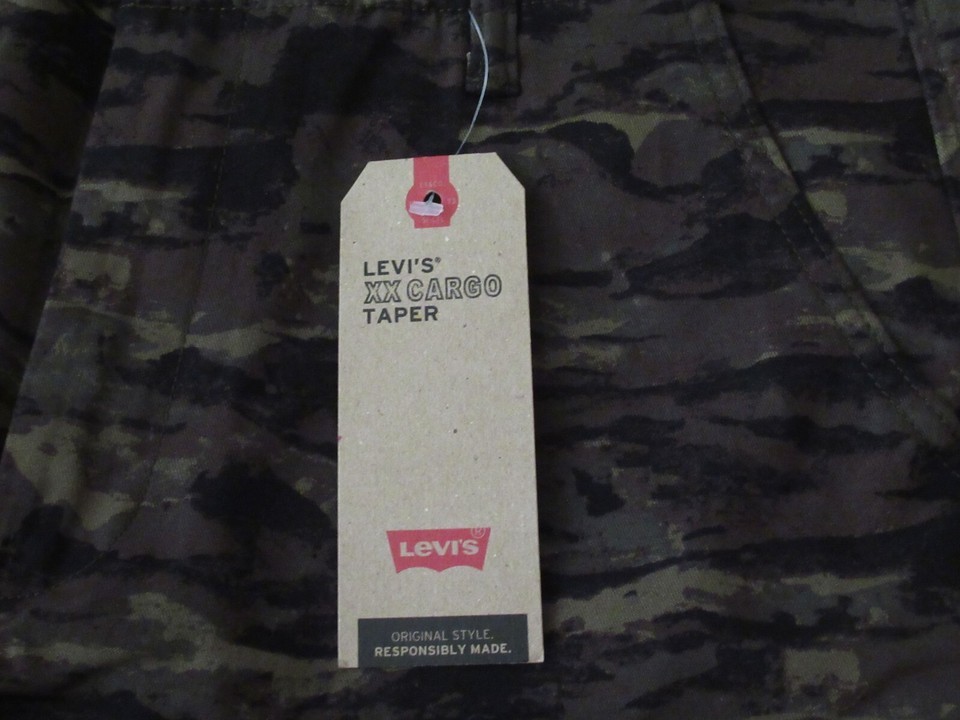 LEVI'S®
XX CARGO
TAPER
LEVI'S®
ORIGINAL STYLE.
RESPONSIBLY MADE.